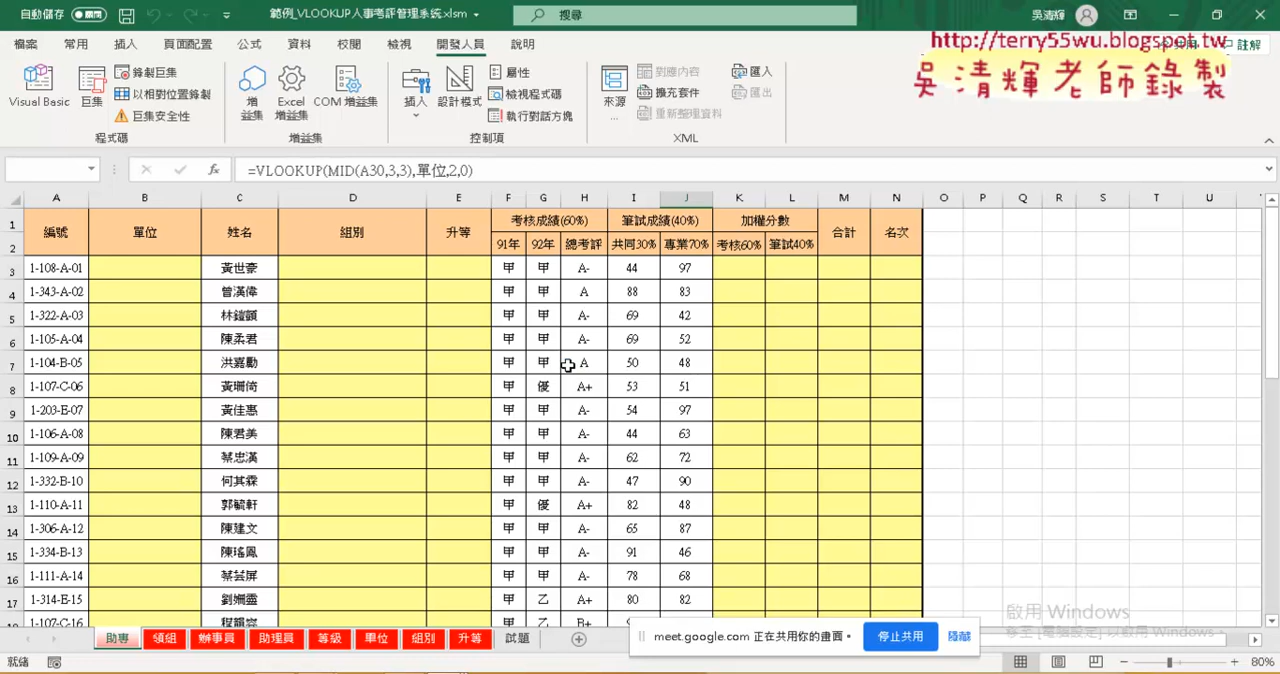 自動儲存
範例_VLOOKUP人事考評管理系統.xlsm
搜尋
吳清輝
檔案 常用 插入 頁面配置 公式 資料 校閱 檢視 開發人員 說明
共用 註解
http://terry55wu.blogspot.tw
吳清輝老師錄製
Visual Basic 巨集 錄製巨集 以相對位置錄製 巨集安全性
增益集 Excel 增益集 COM 增益集
插入 設計模式 屬性 檢視程式碼 執行對話方塊
來源 對應內容 擴充套件 重新整理資料 匯入 匯出
程式碼 增益集 控制項 XML
=VLOOKUP(MID(A30,3,3),單位,2,0)
A B C D E F G H I J K L M N O P Q R S T U
1 編號 單位 姓名 組別 升等 考核成績(60%) 筆試成績(40%) 加權分數 合計 名次
2 91年 92年 總考評 共同30% 專業70% 考核60% 筆試40%
3 1-108-A-01 黃世豪 甲 甲 A- 44 97
4 1-343-A-02 曾漢偉 甲 甲 A 88 83
5 1-322-A-03 林鎧韻 甲 甲 A- 69 42
6 1-105-A-04 陳柔君 甲 甲 A- 69 52
7 1-104-B-05 洪嘉勵 甲 甲 A 50 48
8 1-107-C-06 黃珊倚 甲 優 A+ 53 51
9 1-203-E-07 黃佳惠 甲 甲 A- 54 97
10 1-106-A-08 陳君美 甲 甲 A- 44 63
11 1-109-A-09 蔡忠漢 甲 甲 A- 62 72
12 1-332-B-10 何其霖 甲 甲 A- 47 90
13 1-110-A-11 郭毓軒 甲 優 A+ 82 48
14 1-306-A-12 陳建文 甲 甲 A- 65 87
15 1-334-B-13 陳瑤鳳 甲 甲 A- 91 46
16 1-111-A-14 蔡芸屏 甲 甲 A- 78 68
17 1-314-E-15 劉姍靈 甲 乙 A+ 80 82
1-107-C-16 甲 乙 B+
助專 領組 辦事員 助理員 等級 單位 組別 升等 試題
meet.google.com 正在共用你的畫面。 停止共用 隱藏
啟用 Windows
就緒
80%